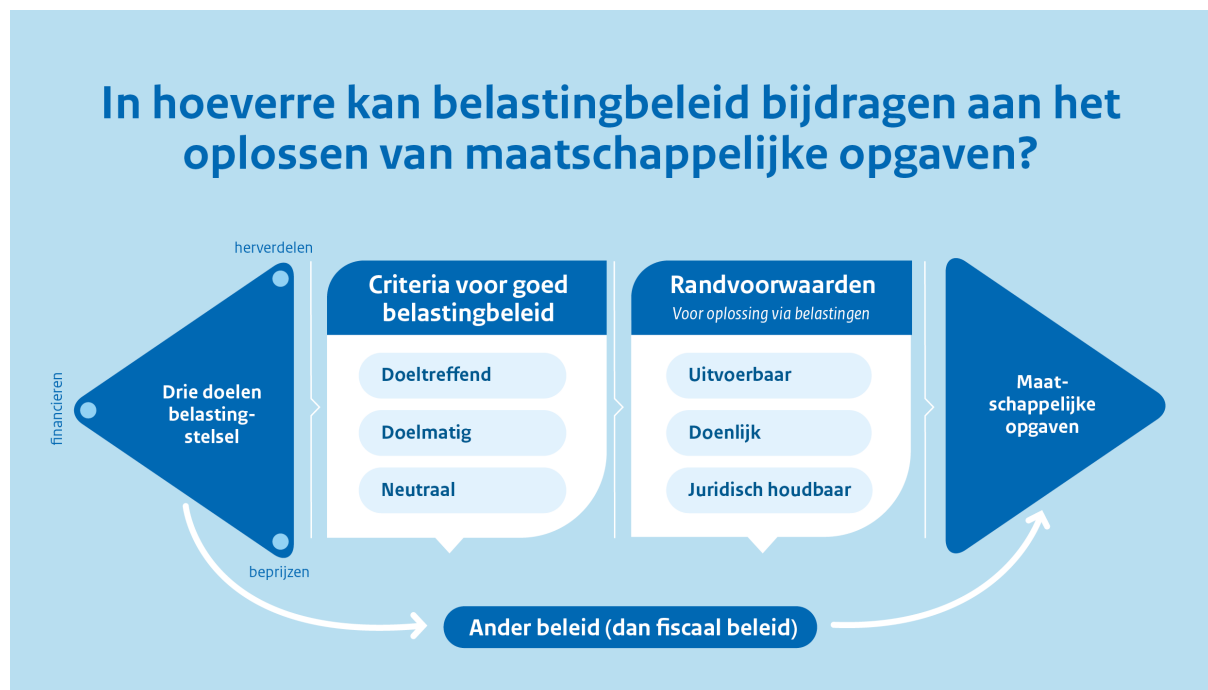 In hoeverre kan belastingbeleid bijdragen aan het
oplossen van maatschappelijke opgaven?
herverdelen
financieren
Drie doelen
belasting-
stelsel
beprijzen
Criteria voor goed
belastingbeleid
Doeltreffend
Doelmatig
Neutraal
Randvoorwaarden
Voor oplossing via belastingen
Uitvoerbaar
Doenlijk
Juridisch houdbaar
Maat-
schappelijke
opgaven
Ander beleid (dan fiscaal beleid)